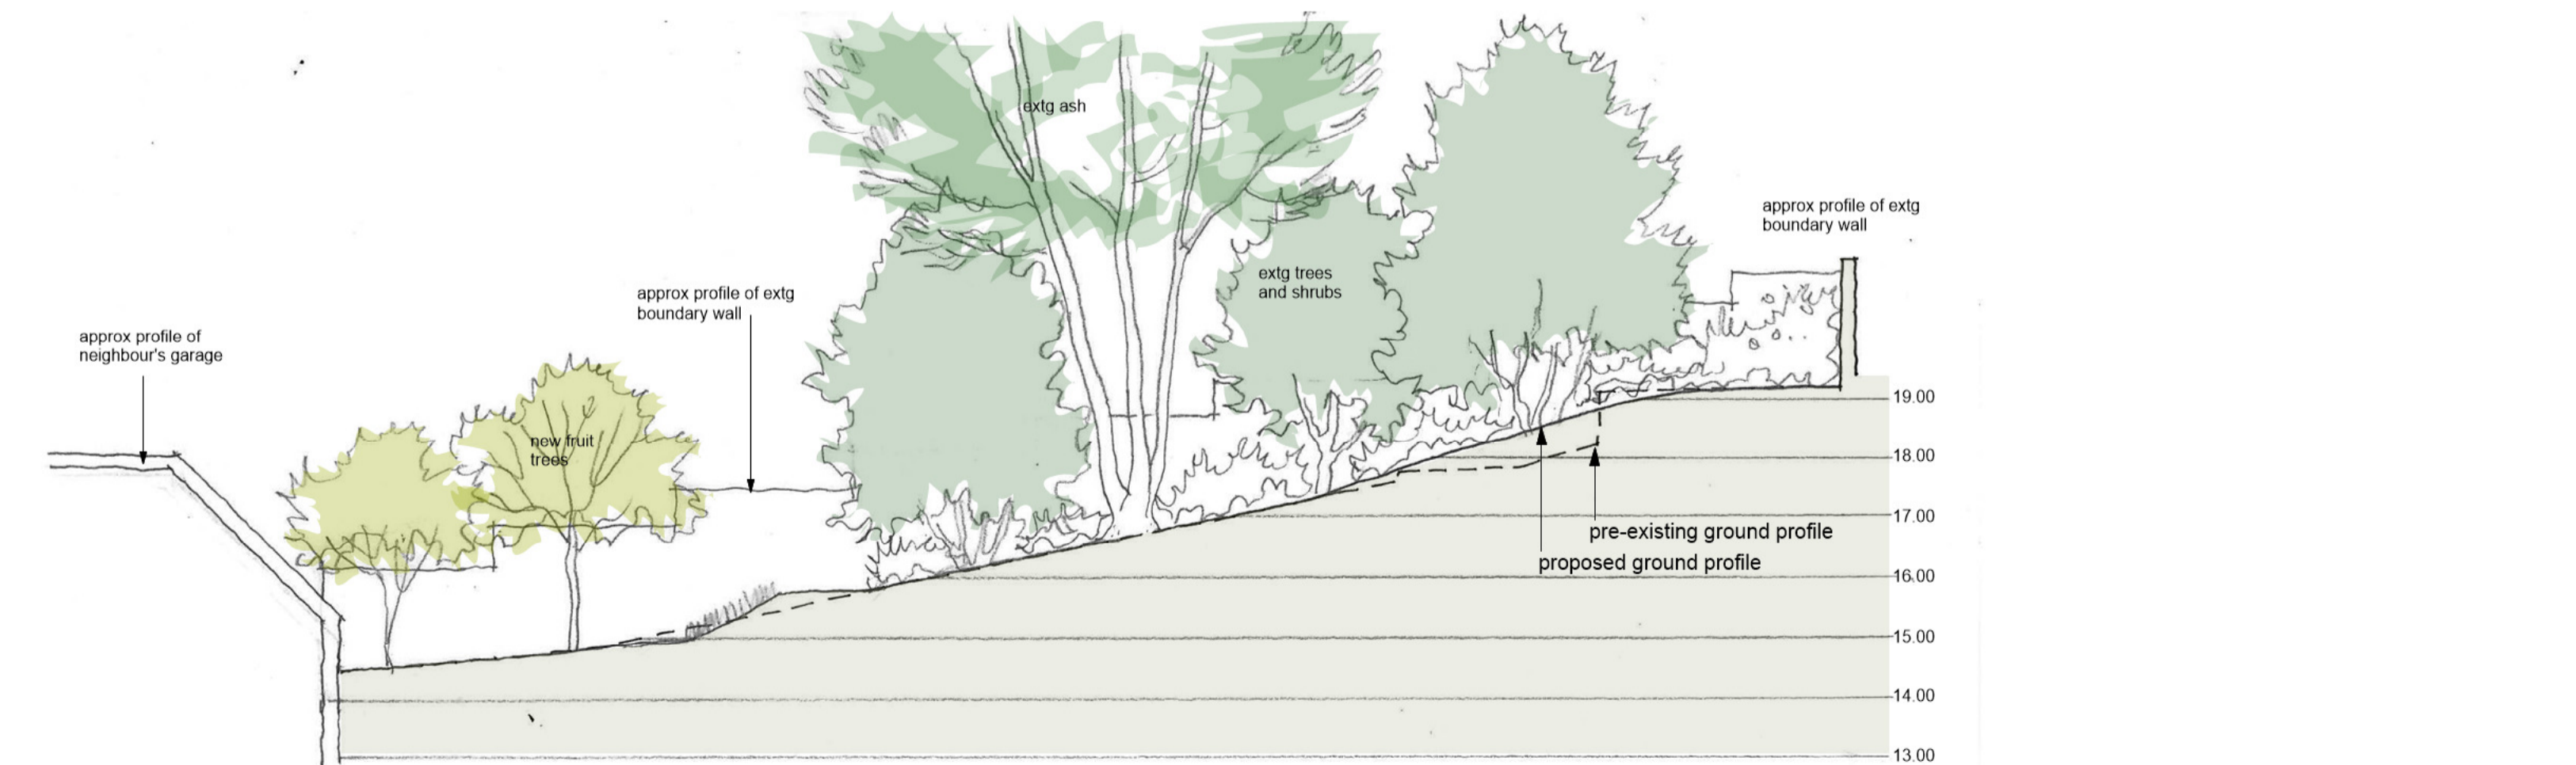 extg ash
approx profile of extg
boundary wall
extg trees
and shrubs
approx profile of extg
boundary wall
approx profile of
neighbour's garage
new fruit
trees
19.00
18.00
17.00
pre-existing ground profile
proposed ground profile
16.00
15.00
14.00
13.00